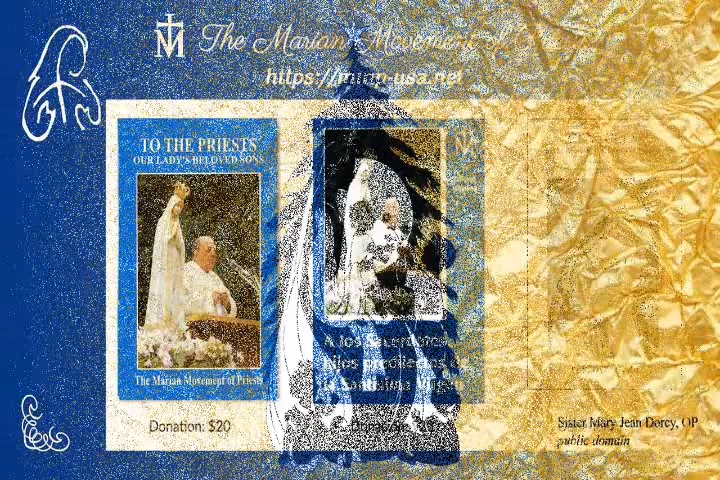 The Marian Movement of
https://mmp-usa.net
TO THE PRIESTS
OUR LADY'S BELOVED SONS
The Marian Movement of Priests
A los Sacerdotes
hijos predilectos de
la Santísima Virgen
Donation: $20
Sister Mary Jean Dorcy, OP
public domain